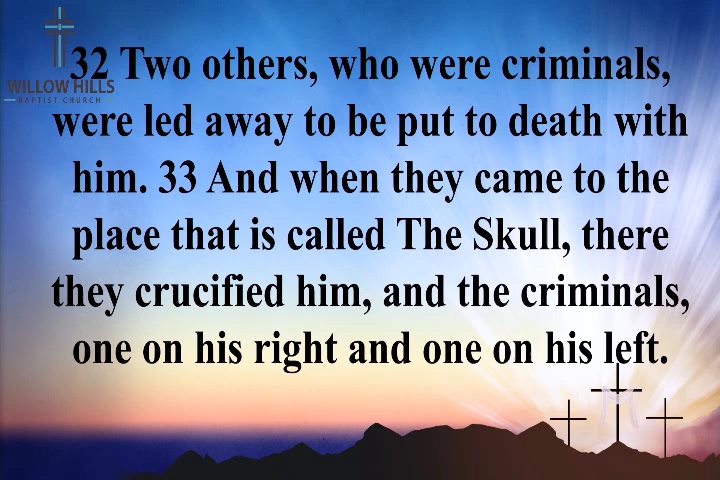 WILLOW HILLS
BAPTIST CHURCH
32 Two others, who were criminals,
were led away to be put to death with
him. 33 And when they came to the
place that is called The Skull, there
they crucified him, and the criminals,
one on his right and one on his left.